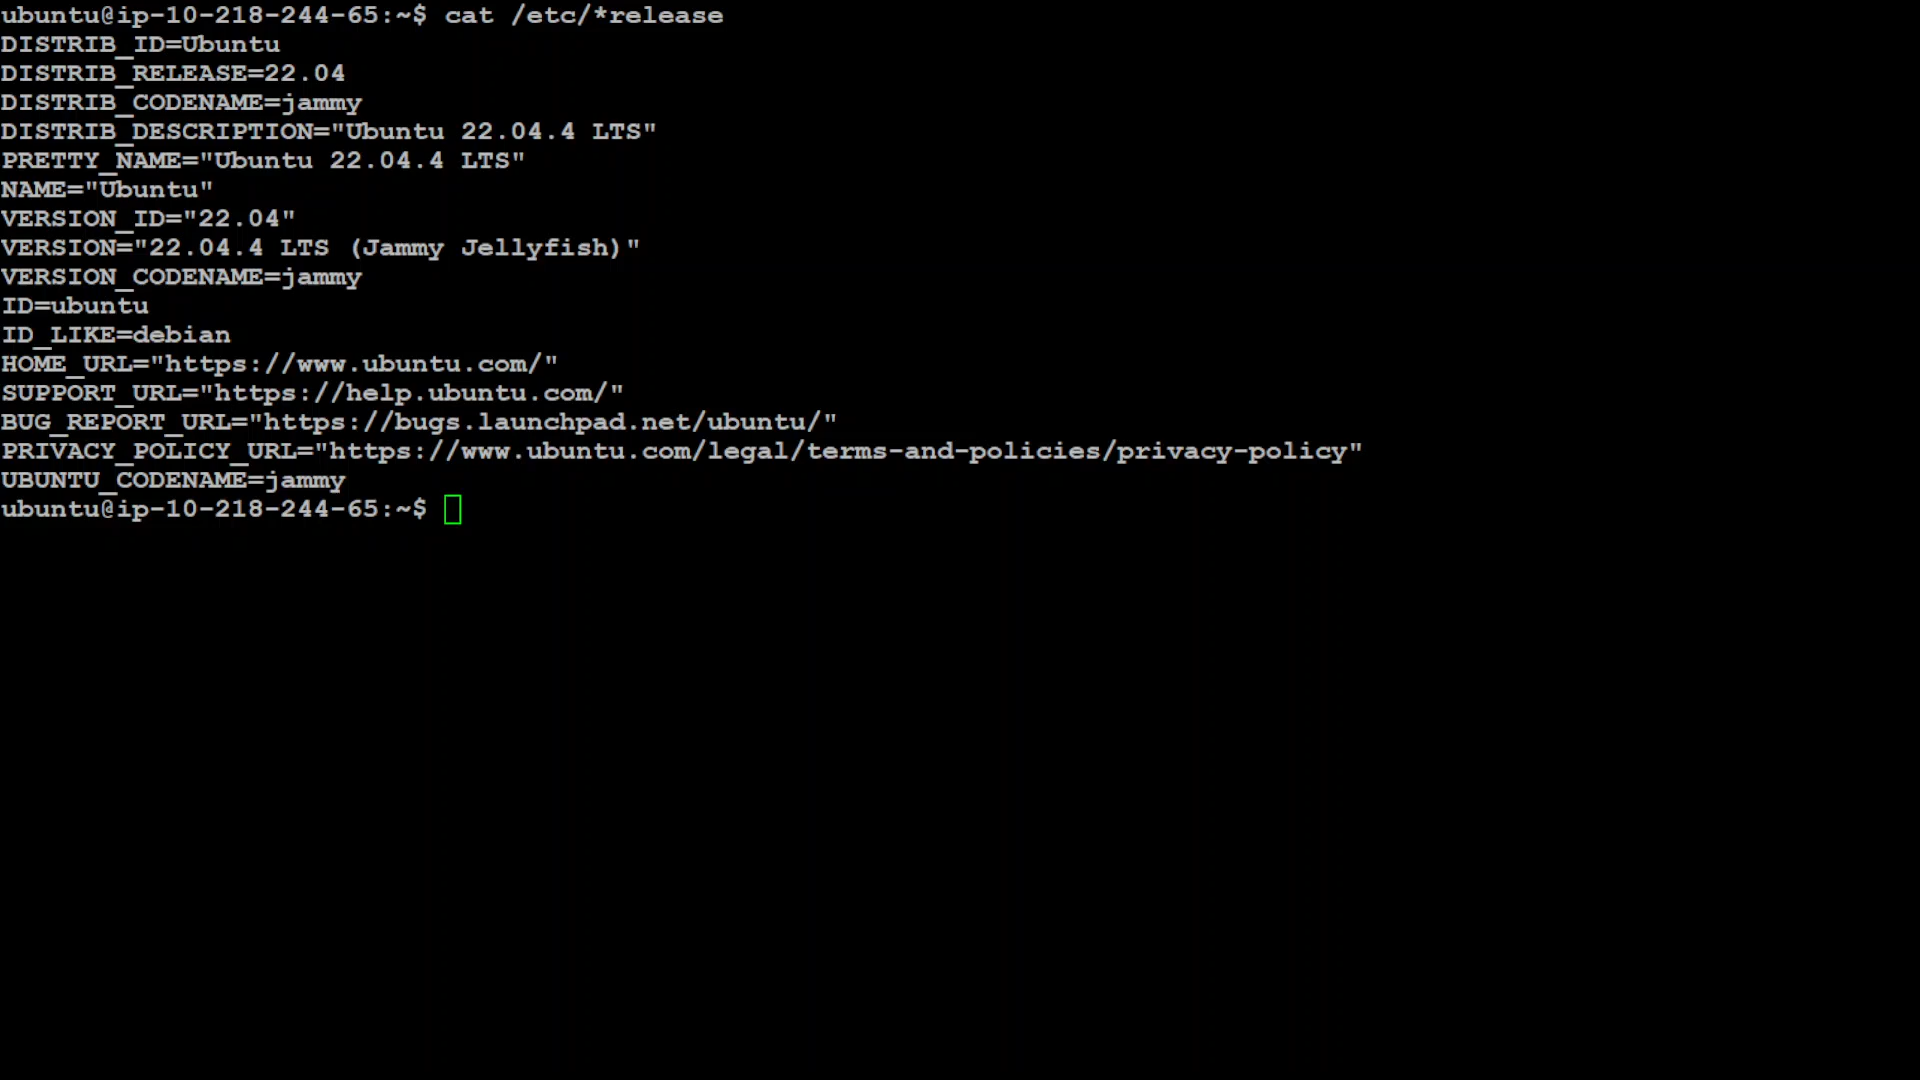 ubuntu@ip-10-218-244-65:~$ cat /etc/*release
DISTRIB_ID=Ubuntu
DISTRIB_RELEASE=22.04
DISTRIB_CODENAME=jammy
DISTRIB_DESCRIPTION="Ubuntu 22.04.4 LTS"
PRETTY_NAME="Ubuntu 22.04.4 LTS"
NAME="Ubuntu"
VERSION_ID="22.04"
VERSION="22.04.4 LTS (Jammy Jellyfish)"
VERSION_CODENAME=jammy
ID=ubuntu
ID_LIKE=debian
HOME_URL="https://www.ubuntu.com/"
SUPPORT_URL="https://help.ubuntu.com/"
BUG_REPORT_URL="https://bugs.launchpad.net/ubuntu/"
PRIVACY_POLICY_URL="https://www.ubuntu.com/legal/terms-and-policies/privacy-policy"
UBUNTU_CODENAME=jammy
ubuntu@ip-10-218-244-65:~$